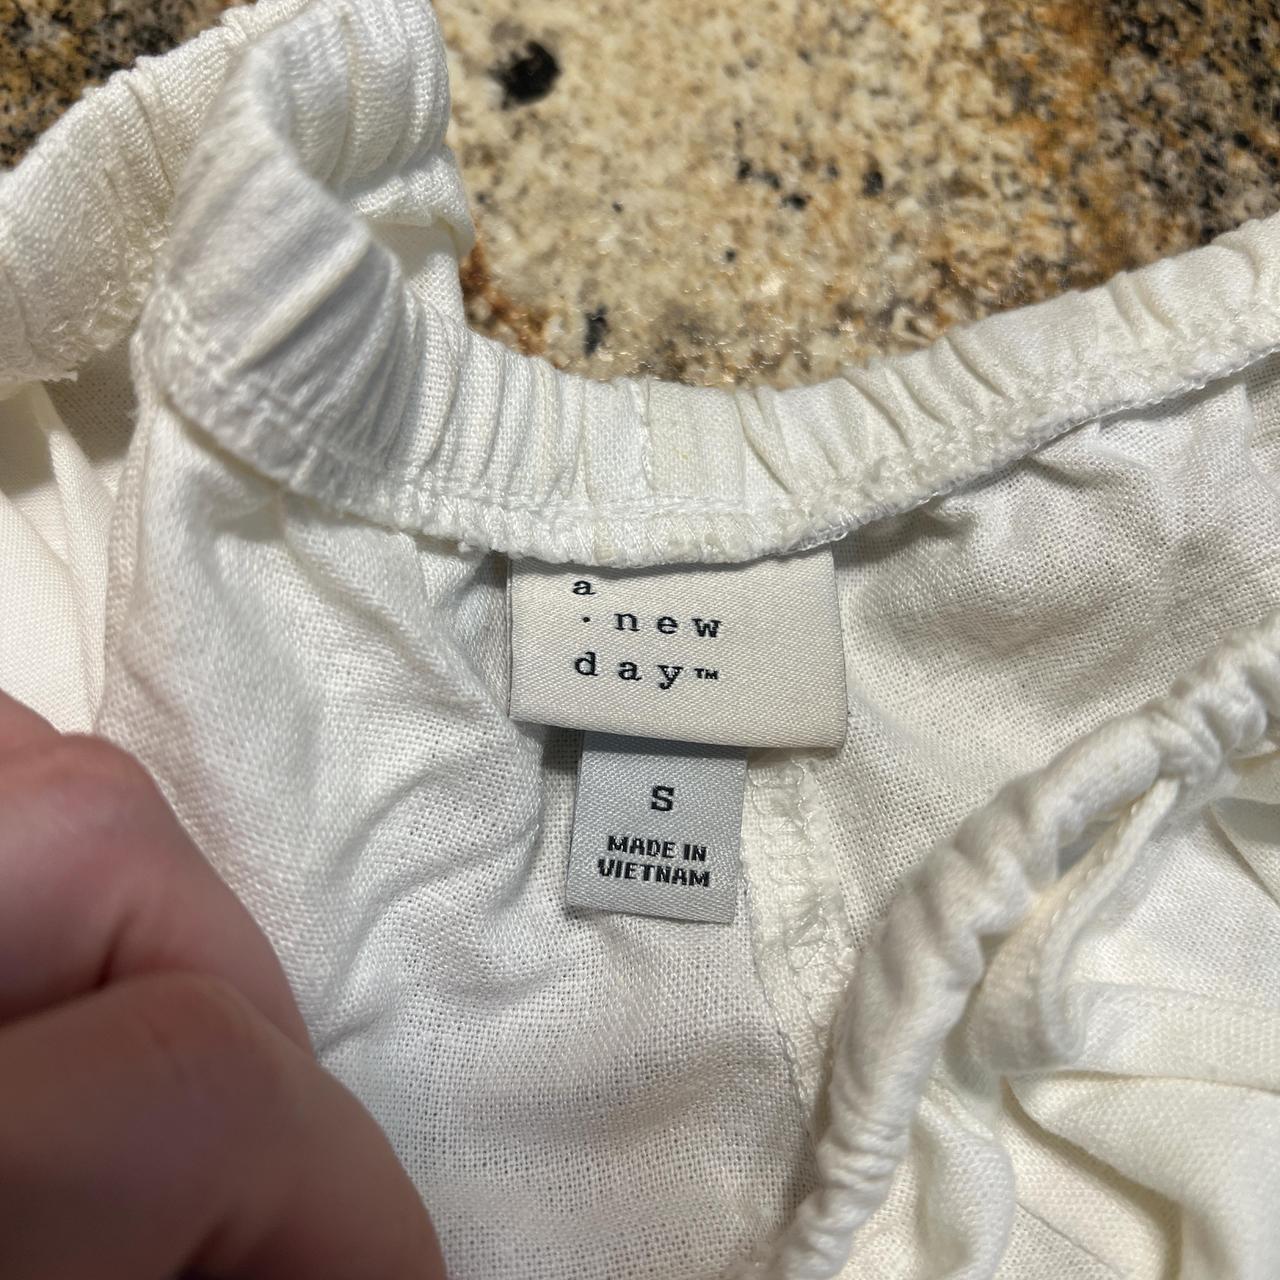 a
· new
day™
S
MADE IN
VIETNAM